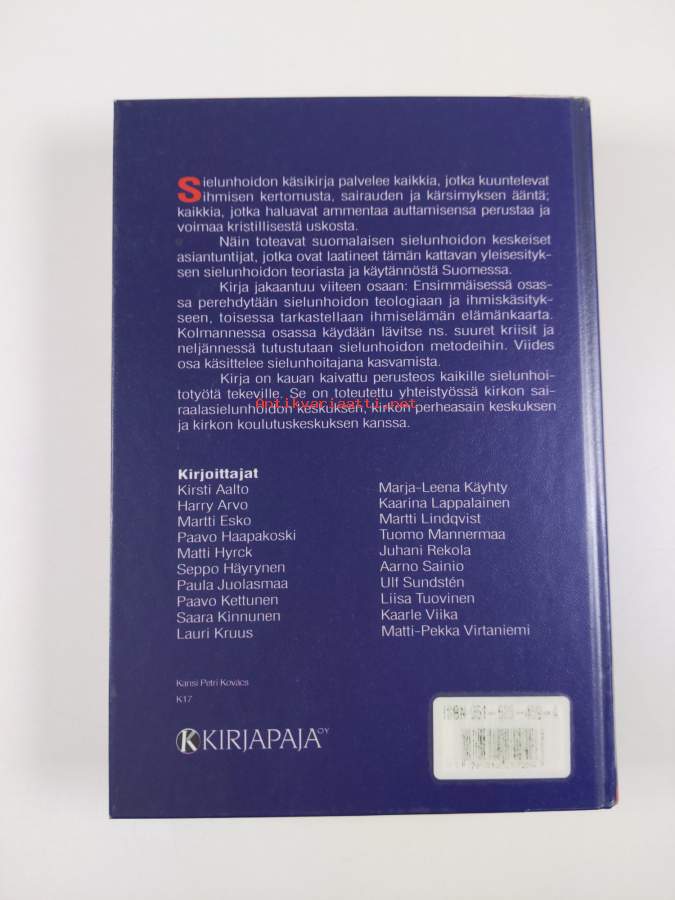 Sielunhoidon käsikirja palvelee kaikkia, jotka kuuntelevat
ihmisen kertomusta, sairauden ja kärsimyksen ääntä;
kaikkia, jotka haluavat ammentaa auttamisensa perustaa ja
voimaa kristillisestä uskosta.
Näin toteavat suomalaisen sielunhoidon keskeiset
asiantuntijat, jotka ovat laatineet tämän kattavan yleisesityk-
sen sielunhoidon teoriasta ja käytännöstä Suomessa.
Kirja jakaantuu viiteen osaan: Ensimmäisessä osas-
sa perehdytään sielunhoidon teologiaan ja ihmiskäsityk-
seen, toisessa tarkastellaan ihmiselämän elämänkaarta.
Kolmannessa osassa käydään lävitse ns. suuret kriisit ja
neljännessä tutustutaan sielunhoidon metodeihin. Viides
osa käsittelee sielunhoitajana kasvamista.
Kirja on kauan kaivattu perusteos kaikille sielunhoi-
totyötä tekeville. Se on toteutettu yhteistyössä kirkon sai-
Antikvariaatti.net
raalasielunhoidon keskuksen, kirkon perheasiain keskuksen
ja kirkon koulutuskeskuksen kanssa.
Kirjoittajat
Kirsti Aalto
Harry Arvo
Martti Esko
Paavo Haapakoski
Matti Hyrck
Seppo Häyrynen
Paula Juolasmaa
Paavo Kettunen
Saara Kinnunen
Lauri Kruus
Marja-Leena Käyhty
Kaarina Lappalainen
Martti Lindqvist
Tuomo Mannermaa
Juhani Rekola
Aarno Sainio
Ulf Sundstén
Liisa Tuovinen
Kaarle Viika
Matti-Pekka Virtaniemi
Kansi Petri Kovács
K17
KIRJAPAJA OY